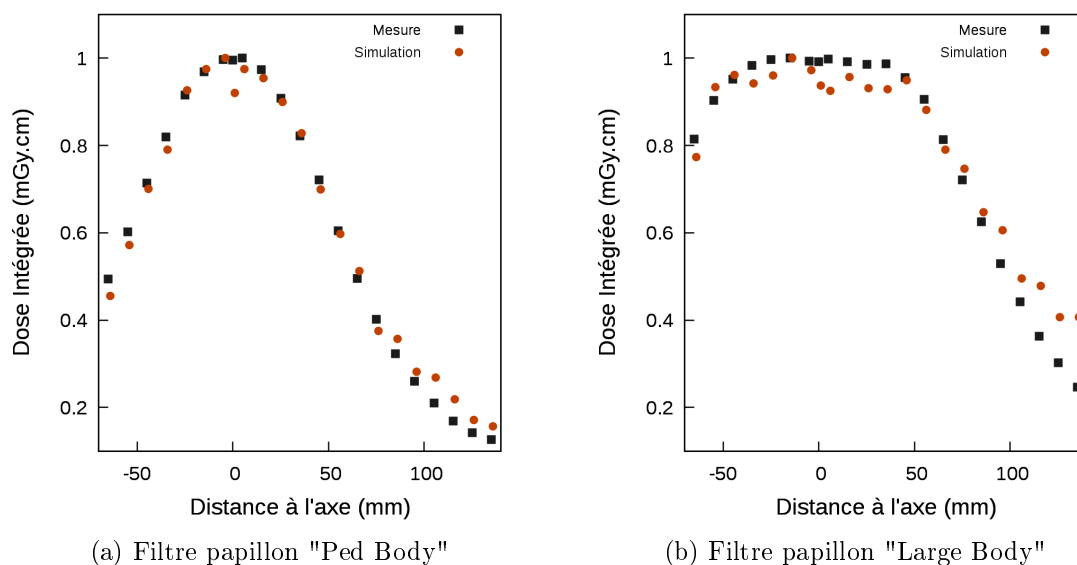 Mesure
Simulation
Dose Intégrée (mGy.cm)
1
0.8
0.6
0.4
0.2
-50
0
50
100
Distance à l'axe (mm)
(a) Filtre papillon "Ped Body"
Mesure
Simulation
Dose Intégrée (mGy.cm)
1
0.8
0.6
0.4
0.2
-50
0
50
100
Distance à l'axe (mm)
(b) Filtre papillon "Large Body"